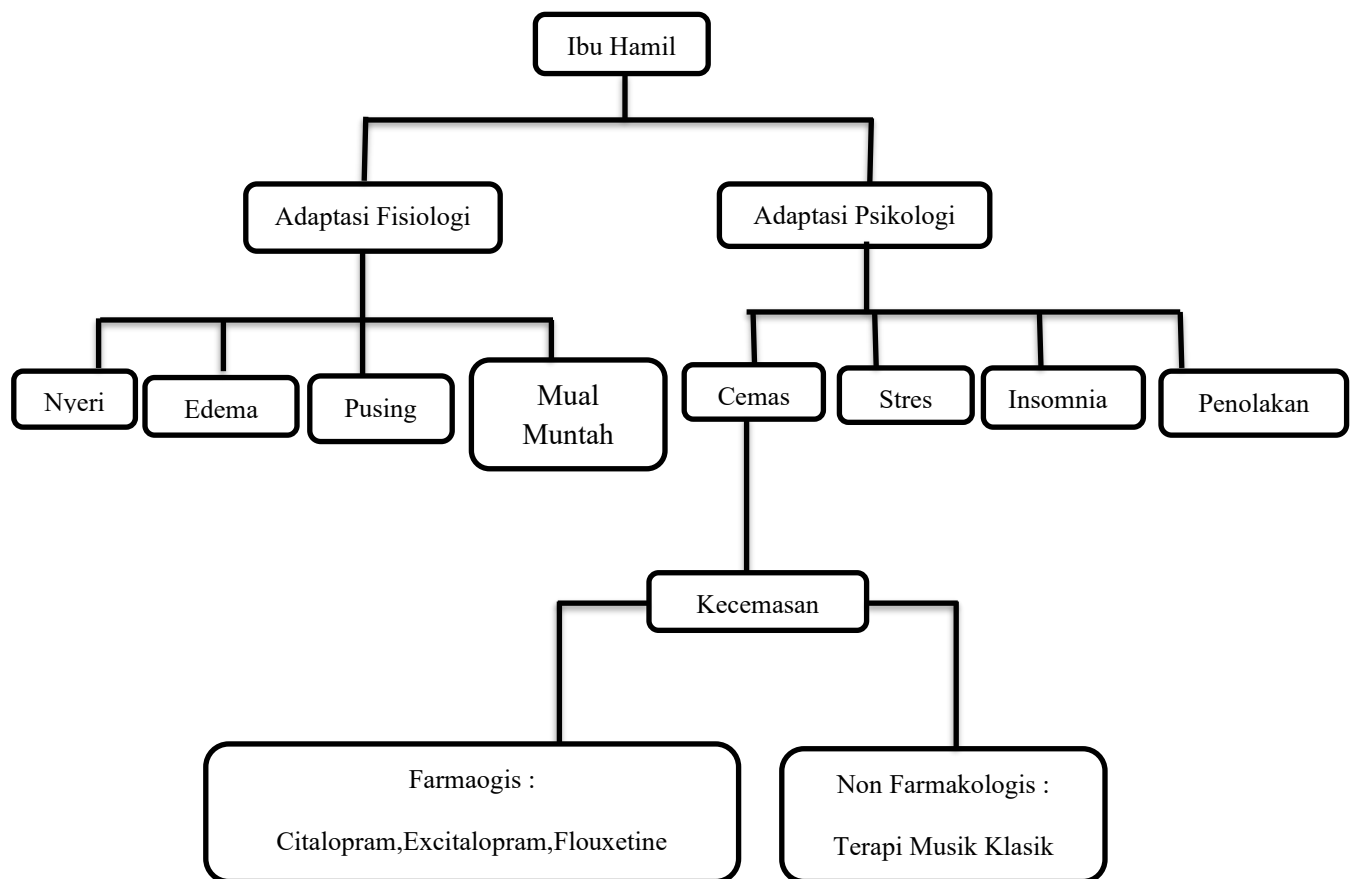 Ibu Hamil
Adaptasi Fisiologi
Adaptasi Psikologi
Nyeri
Edema
Pusing
Mual
Muntah
Cemas
Stres
Insomnia
Penolakan
Kecemasan
Farmaogis :
Citalopram,Excitalopram,Flouxetine
Non Farmakologis :
Terapi Musik Klasik